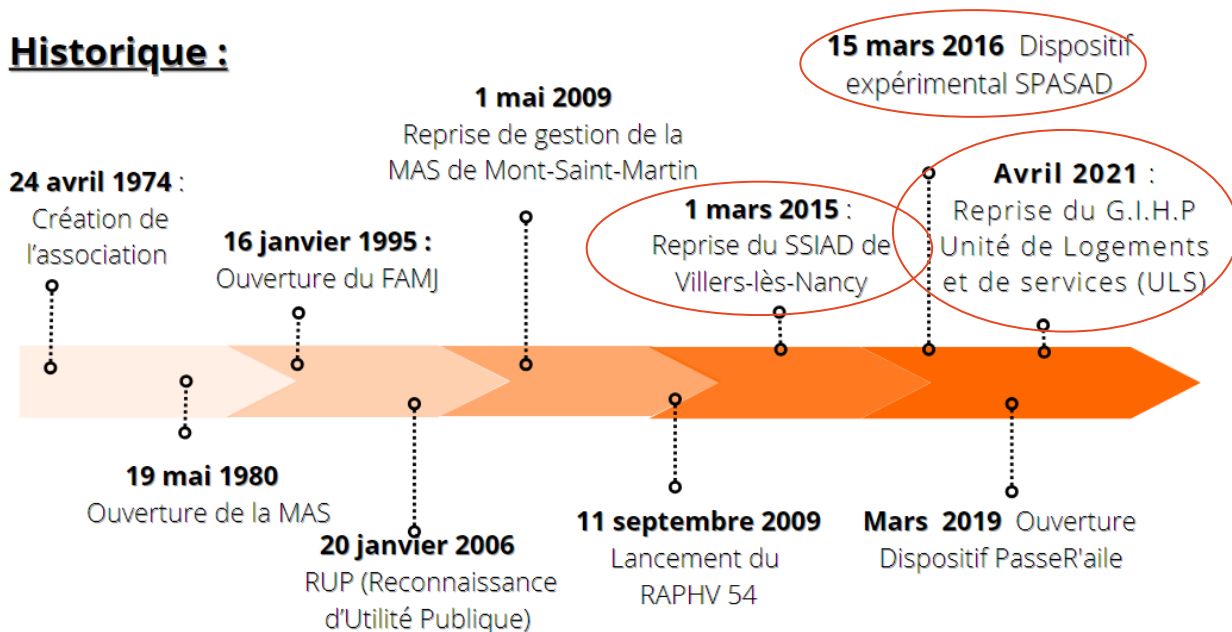 Historique :
24 avril 1974 :
Création de
l'association
19 mai 1980
Ouverture de la MAS
16 janvier 1995 :
Ouverture du FAMJ
20 janvier 2006
RUP (Reconnaissance
d'Utilité Publique)
1 mai 2009
Reprise de gestion de la
MAS de Mont-Saint-Martin
11 septembre 2009
Lancement du
RAPHV 54
1 mars 2015 :
Reprise du SSIAD de
Villers-lès-Nancy
15 mars 2016 Dispositif
expérimental SPASAD
Mars 2019 Ouverture
Dispositif PasseR'aile
Avril 2021 :
Reprise du G.I.H.P
Unité de Logements
et de services (ULS)